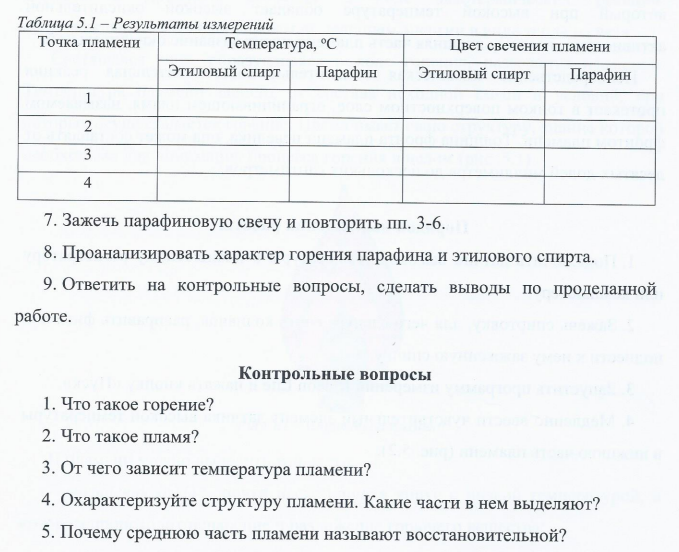 Таблица 5.1 – Результаты измерений
Точка пламени Температура, ºС Цвет свечения пламени
Этиловый спирт Парафин Этиловый спирт Парафин
1
2
3
4
7. Зажечь парафиновую свечу и повторить пп. 3-6.
8. Проанализировать характер горения парафина и этилового спирта.
9. Ответить на контрольные вопросы, сделать выводы по проделанной
работе.
Контрольные вопросы
1. Что такое горение?
2. Что такое пламя?
3. От чего зависит температура пламени?
4. Охарактеризуйте структуру пламени. Какие части в нем выделяют?
5. Почему среднюю часть пламени называют восстановительной?